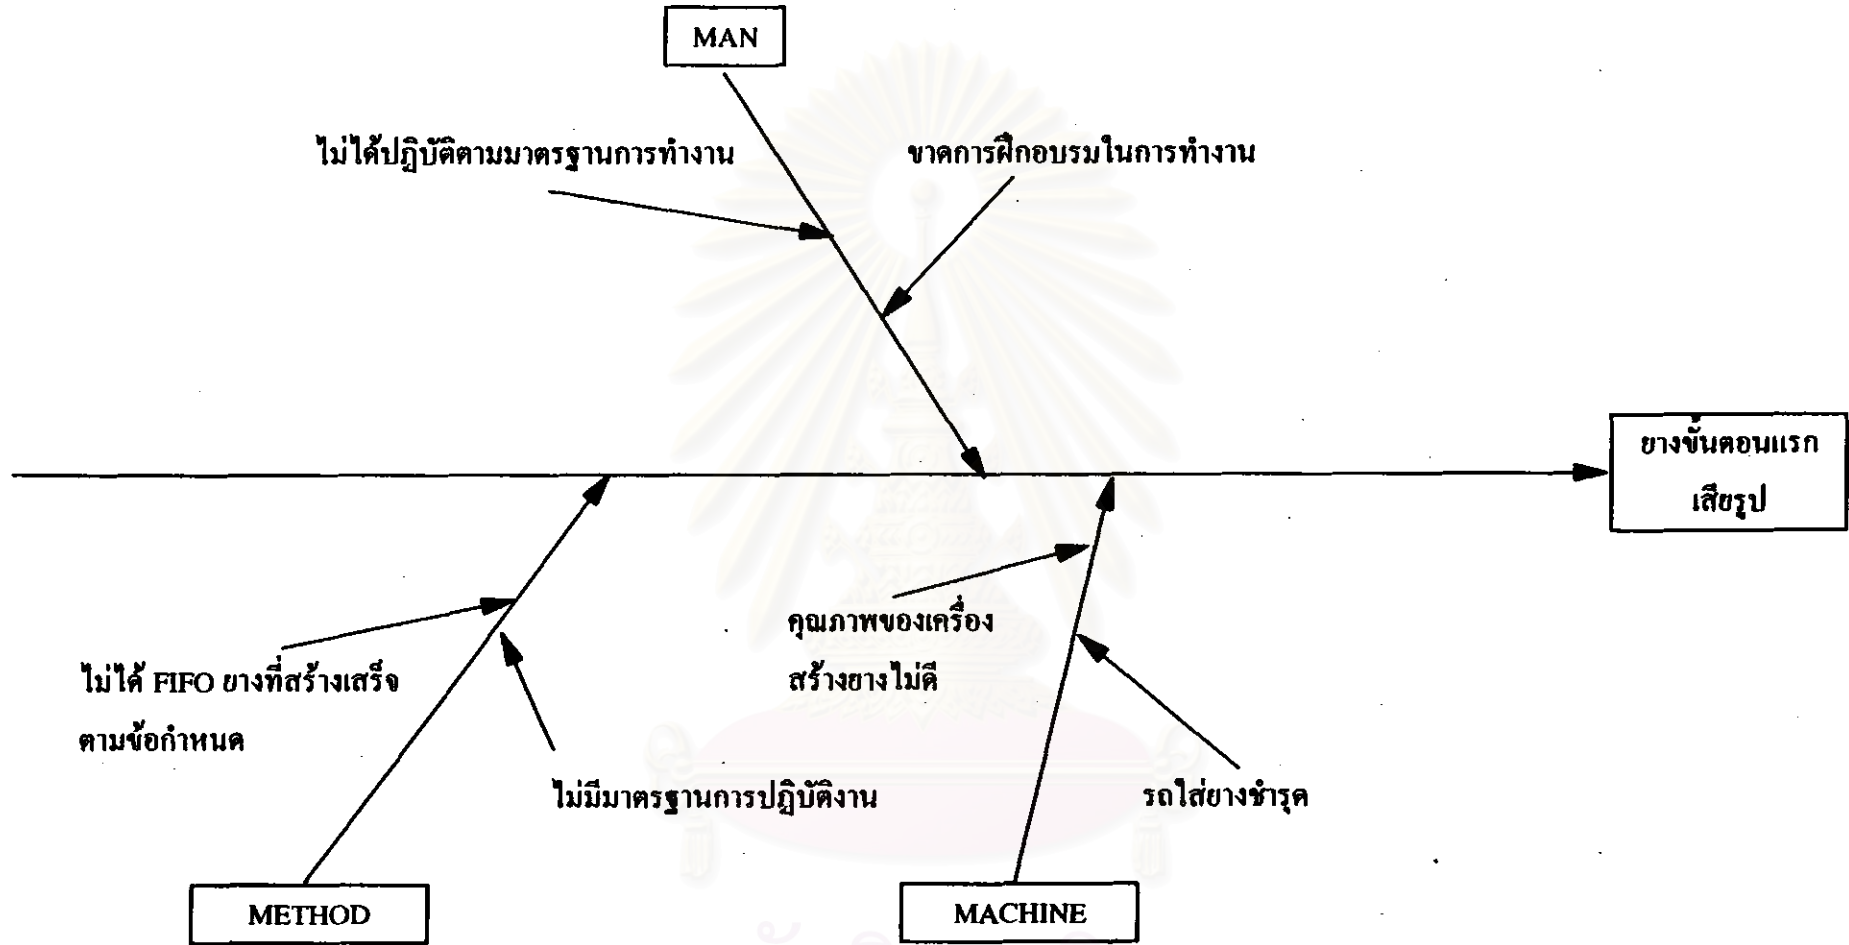 MAN
ไม่ได้ปฏิบัติตามมาตรฐานการทำงาน
ขาดการฝึกอบรมในการทำงาน
ยางขั้นตอนแรก
เสียรูป
คุณภาพของเครื่อง
สร้างยางไม่ดี
ไม่ได้ FIFO ยางที่สร้างเสร็จ
ตามข้อกำหนด
ไม่มีมาตรฐานการปฏิบัติงาน
รถใส่ยางชำรุด
METHOD
MACHINE